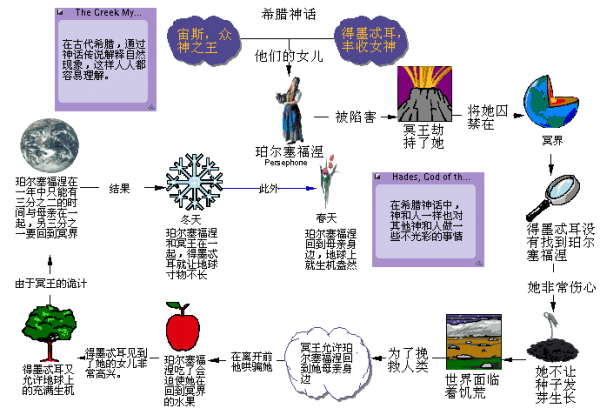 The Greek My...
在古代希腊，通过
神话传说解释自然
现象，这样人人都
容易理解。
希腊神话
宙斯，众
神之王
得墨忒耳，
丰收女神
他们的女儿
珀尔塞福涅
Persephone
被陷害
冥王劫
持了她
将她囚
禁在
冥界
得墨忒耳没
有找到珀尔
塞福涅
她非常伤心
她不让
种子发
芽生长
世界面临
着饥荒
为了挽
救人类
冥王允许珀
尔塞福涅回
到她母亲身
边
在离开前
他哄骗她
珀尔塞福
涅吃了会
迫使她在
回到冥界
的水果
得墨忒耳见到
了她的女儿非
常高兴。
得墨忒耳又
允许地球上
的充满生机
由于冥王的诡计
珀尔塞福涅在
一年中只能有
三分之二的时
间与母亲在一
起，另三分之
一要回到冥界
结果
冬天
珀尔塞福涅
和冥王在一
起，得墨忒
耳就让地球
寸物不长
此外
春天
珀尔塞福涅
回到母亲身
边，地球上
就生机盎然
Hades, God of th...
在希腊神话中，
神和人一样也对
其他神和人做一
些不光彩的事情